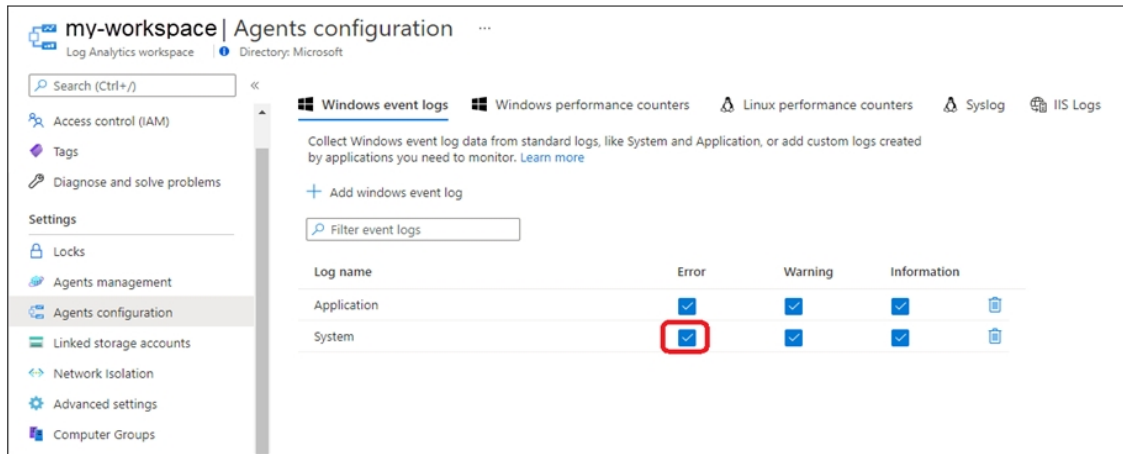 my-workspace | Agents configuration ...
Log Analytics workspace Directory: Microsoft
Search (Ctrl+/) «
Access control (IAM)
Tags
Diagnose and solve problems
Settings
Locks
Agents management
Agents configuration
Linked storage accounts
Network Isolation
Advanced settings
Computer Groups
Windows event logs Windows performance counters Linux performance counters Syslog IIS Logs
Collect Windows event log data from standard logs, like System and Application, or add custom logs created
by applications you need to monitor. Learn more
+ Add windows event log
Filter event logs
Log name Error Warning Information
Application
System